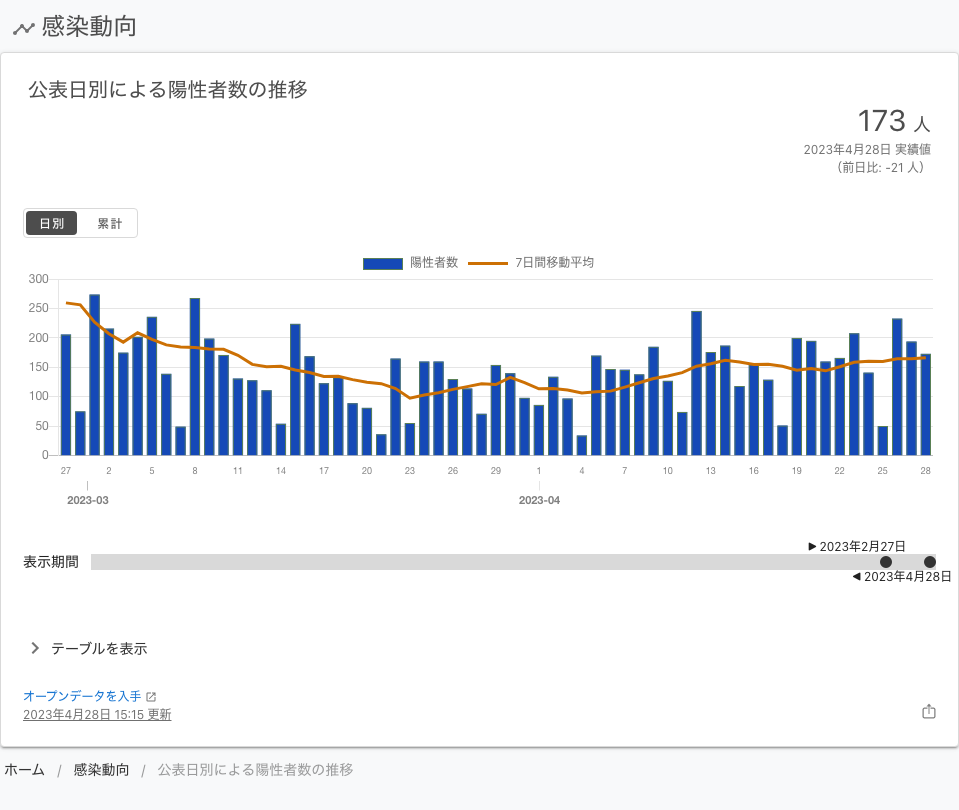 感染動向
公表日別による陽性者数の推移
173 人
2023年4月28日 実績値
（前日比: -21 人）
日別 累計
陽性者数 7日間移動平均
300
250
200
150
100
50
0
27 2 5 8 11 14 17 20 23 26 29 1 4 7 10 13 16 19 22 25 28
2023-03 2023-04
2023年2月27日
表示期間
2023年4月28日
テーブルを表示
オープンデータを入手
2023年4月28日 15:15 更新
ホーム / 感染動向 / 公表日別による陽性者数の推移